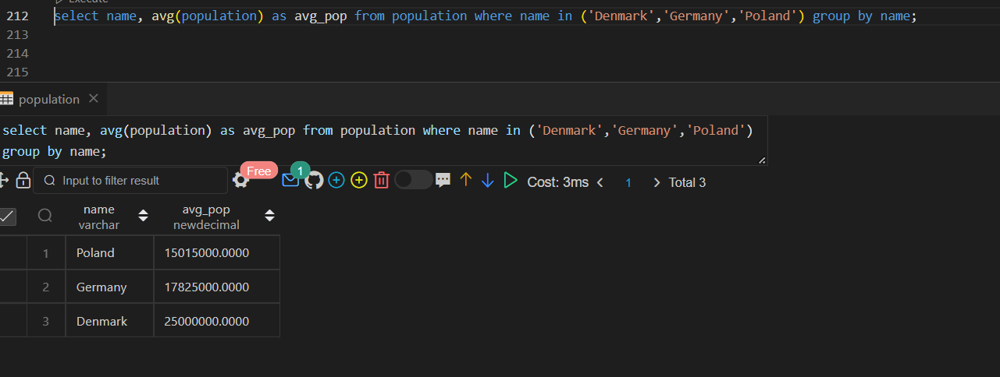 Execute
212 select name, avg(population) as avg_pop from population where name in ('Denmark','Germany','Poland') group by name;
213
214
215
population
select name, avg(population) as avg_pop from population where name in ('Denmark','Germany','Poland')
group by name;
Input to filter result Free 1 Cost: 3ms 1 Total 3
name avg_pop
varchar newdecimal
1 Poland 15015000.0000
2 Germany 17825000.0000
3 Denmark 25000000.0000